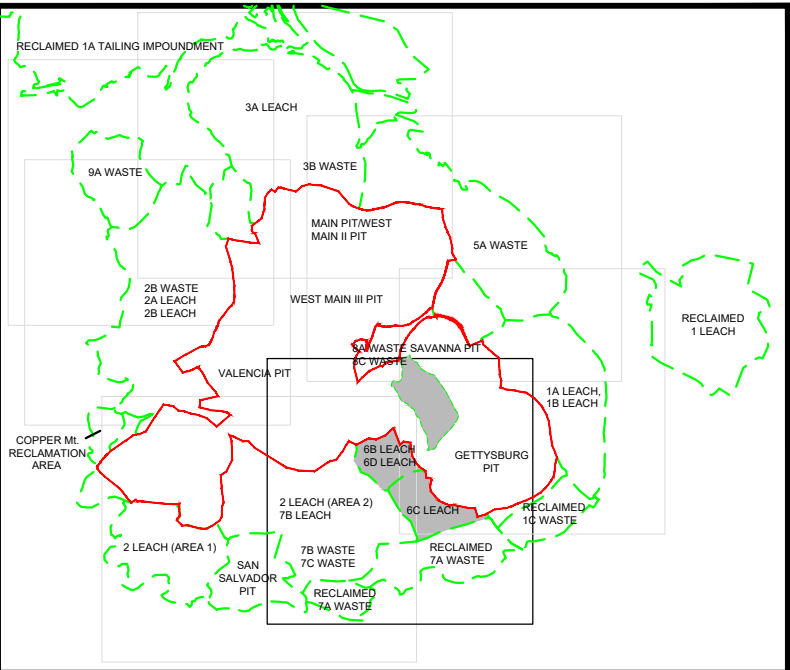 RECLAIMED 1A TAILING IMPOUNDMENT
3A LEACH
3B WASTE
9A WASTE
MAIN PIT/WEST
MAIN II PIT
5A WASTE
2B WASTE
2A LEACH
2B LEACH
WEST MAIN III PIT
RECLAIMED
1 LEACH
8A WASTE SAVANNA PIT
8C WASTE
VALENCIA PIT
1A LEACH,
1B LEACH
COPPER Mt.
RECLAMATION
AREA
6B LEACH
6D LEACH
GETTYSBURG
PIT
2 LEACH (AREA 2)
7B LEACH
6C LEACH
RECLAIMED
1C WASTE
2 LEACH (AREA 1)
7B WASTE
7C WASTE
RECLAIMED
7A WASTE
SAN
SALVADOR
PIT
RECLAIMED
7A WASTE